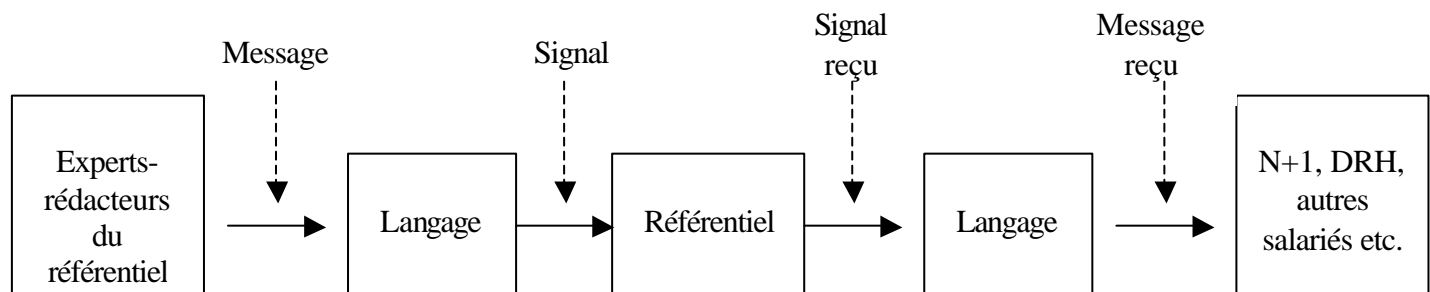 Message
Signal
Signal
reçu
Message
reçu
Experts-
rédacteurs
du
référentiel
Langage
Référentiel
Langage
N+1, DRH,
autres
salariés etc.